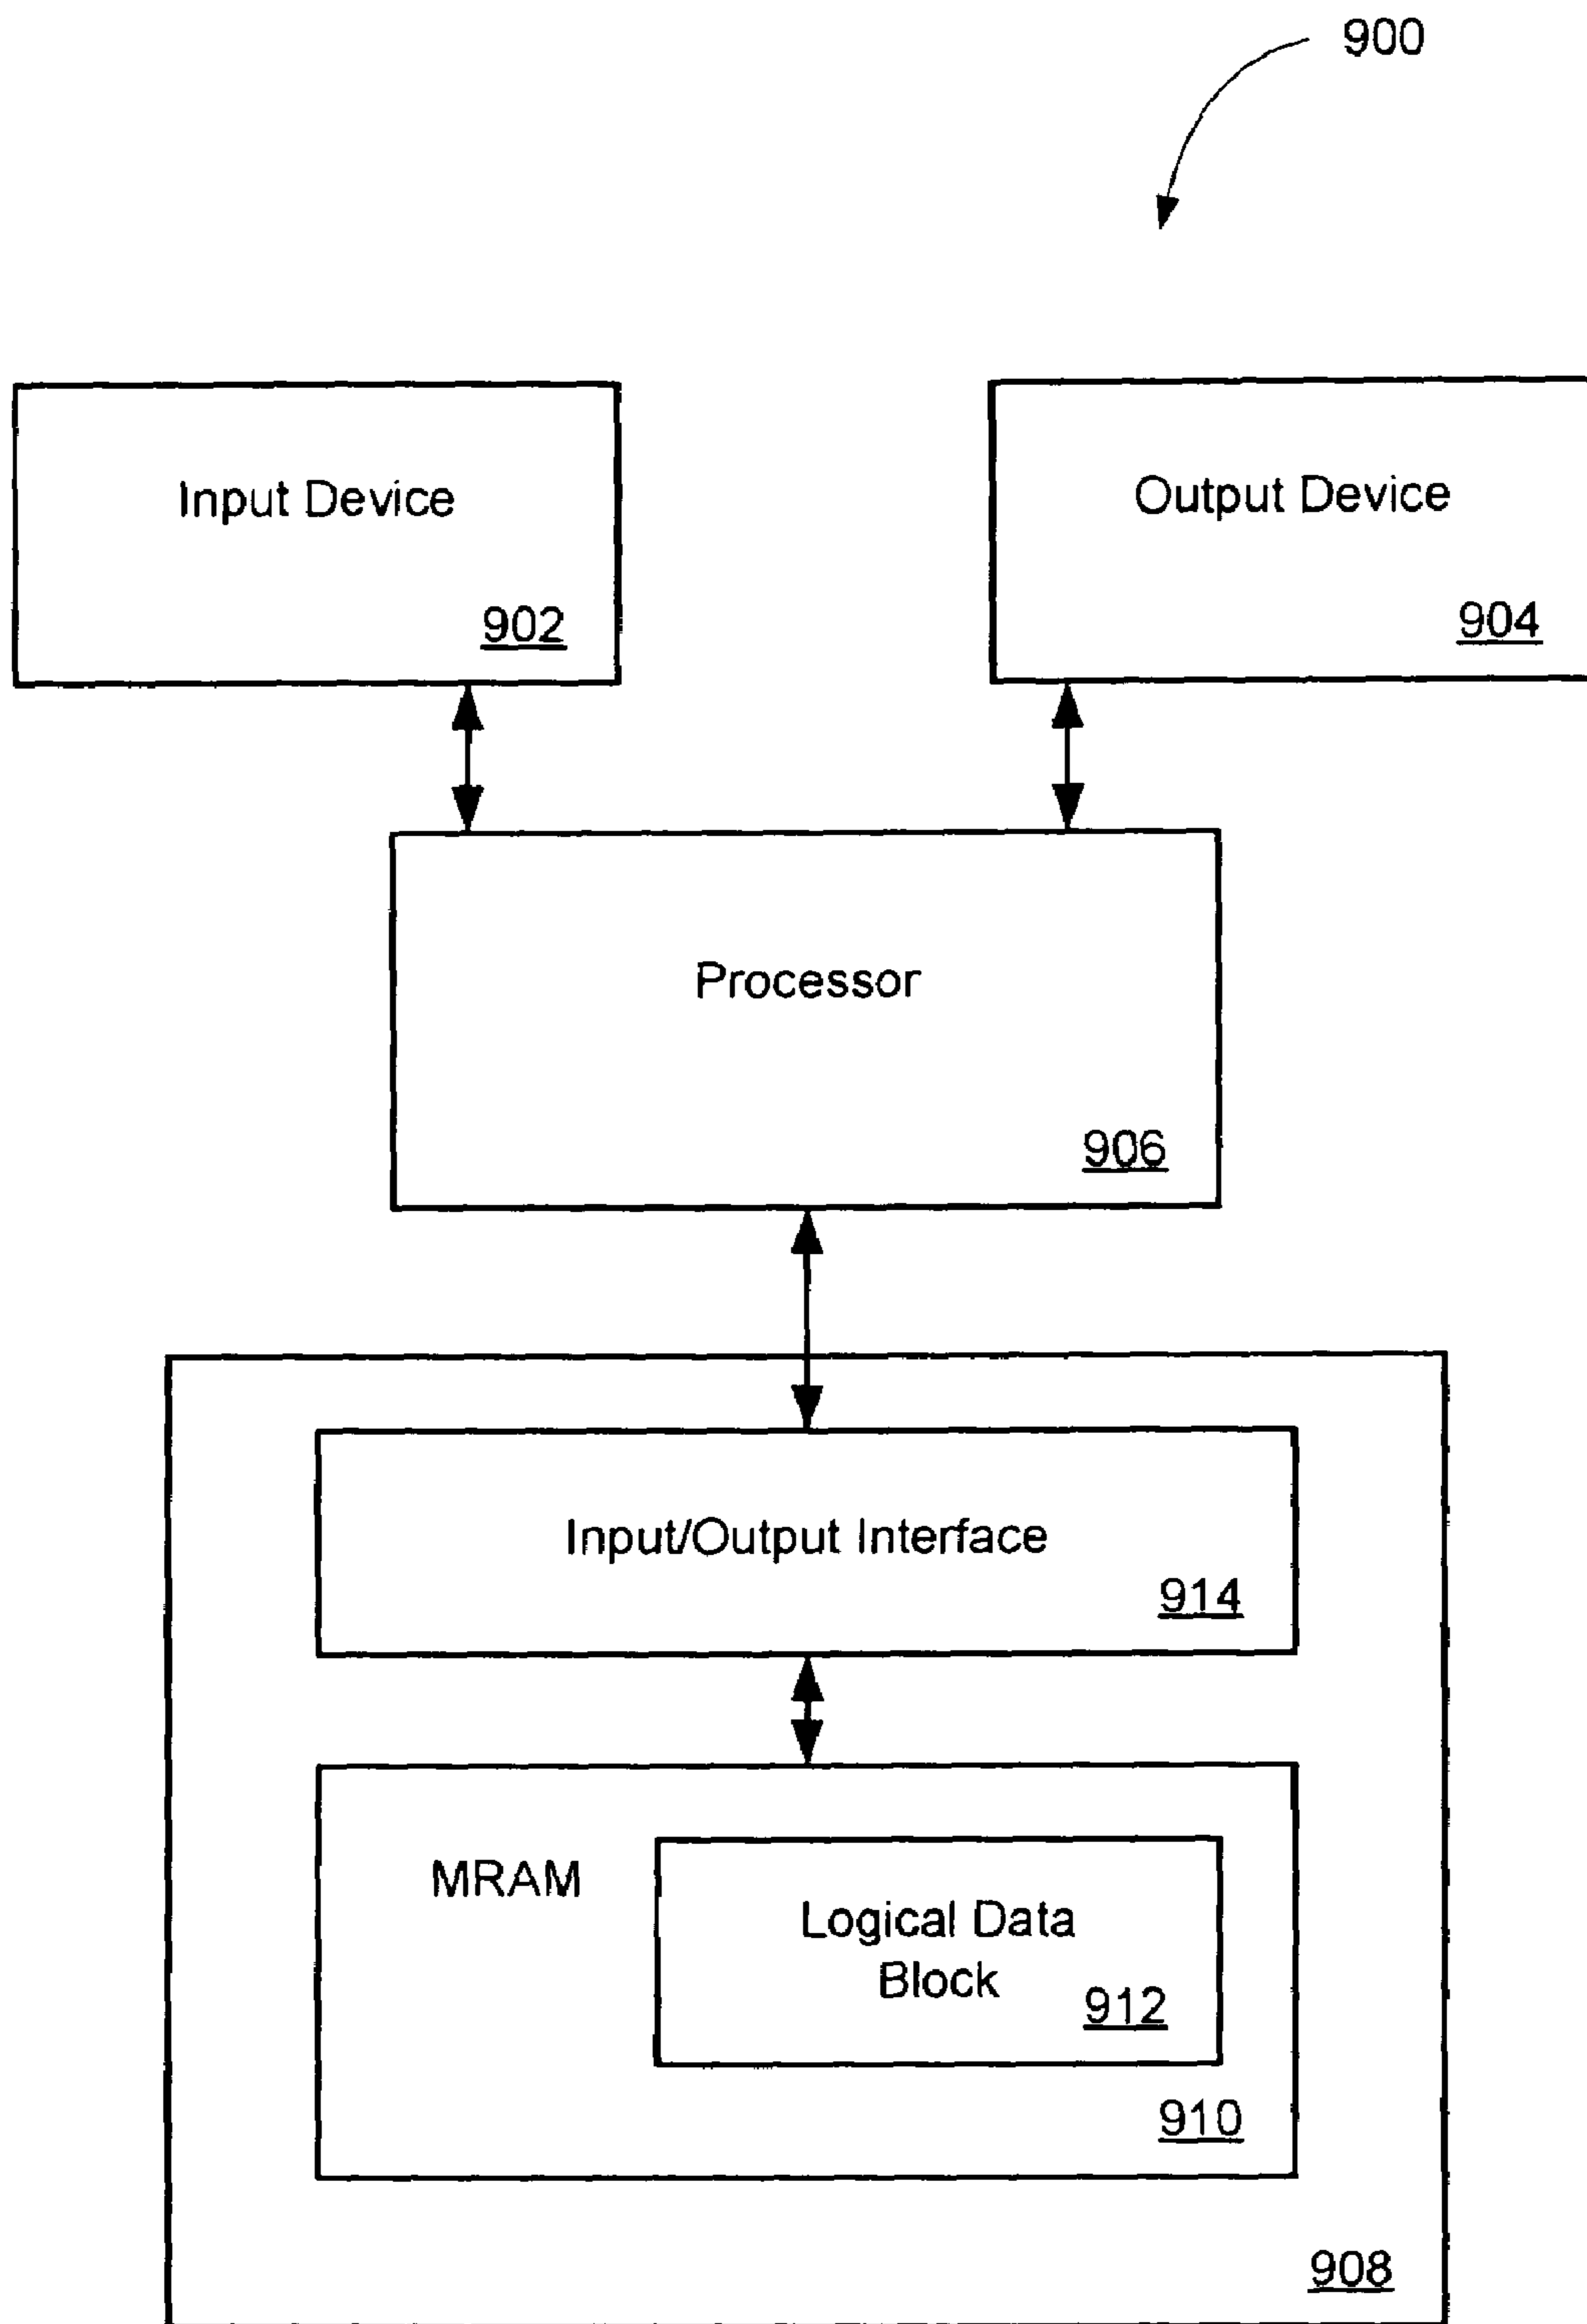 900
Input Device
902
Output Device
904
Processor
906
Input/Output Interface
914
MRAM
Logical Data
Block
912
910
908